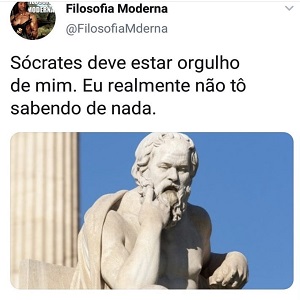 Filosofia Moderna
@FilosofiaMderna
Sócrates deve estar orgulho
de mim. Eu realmente não tô
sabendo de nada.